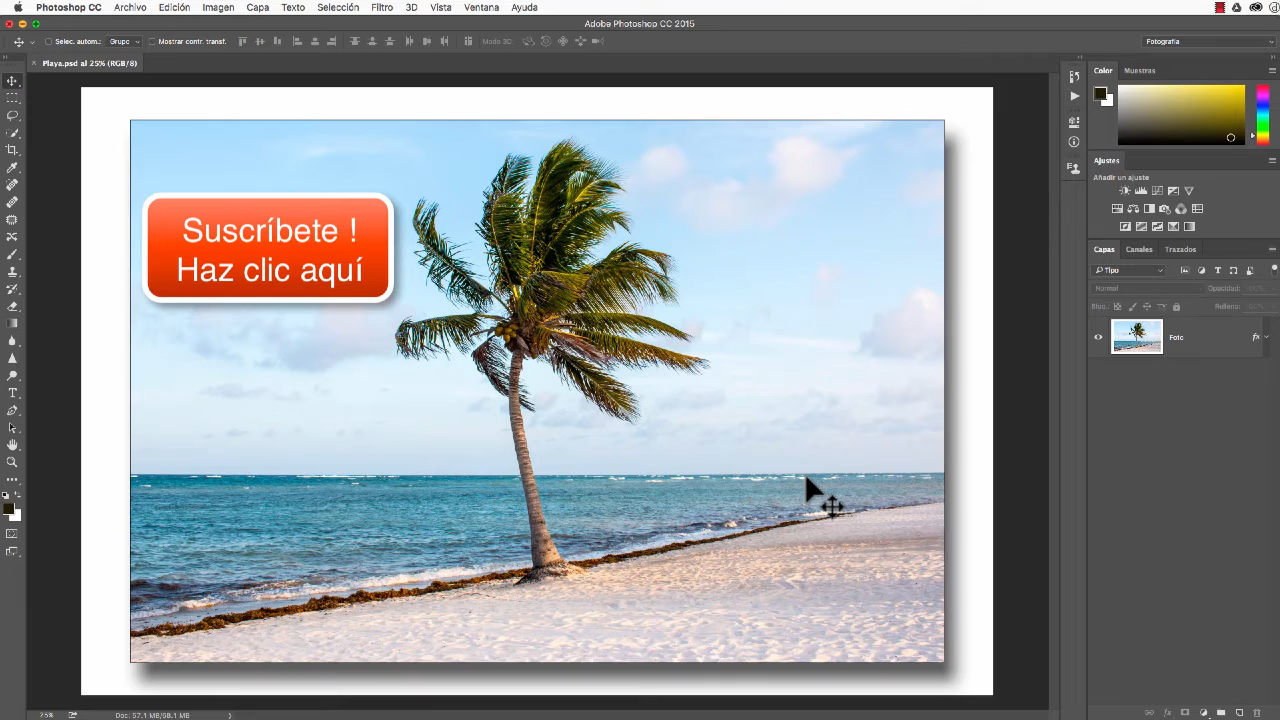 Photoshop CC Archivo Edición Imagen Capa Texto Selección Filtro 3D Vista Ventana Ayuda
Adobe Photoshop CC 2015
Selec. autom.: Grupo Mostrar contr. transf. Modo 3D: Fotografía
× Playa.psd al 25% (RGB/8)
Color Muestras
Ajustes
Añadir un ajuste
Suscríbete !
Haz clic aquí
Capas Canales Trazados
Tipo
Normal Opacidad:
Bloq.: Relleno:
Foto fx
25% Doc: 57.1 MB/58.1 MB